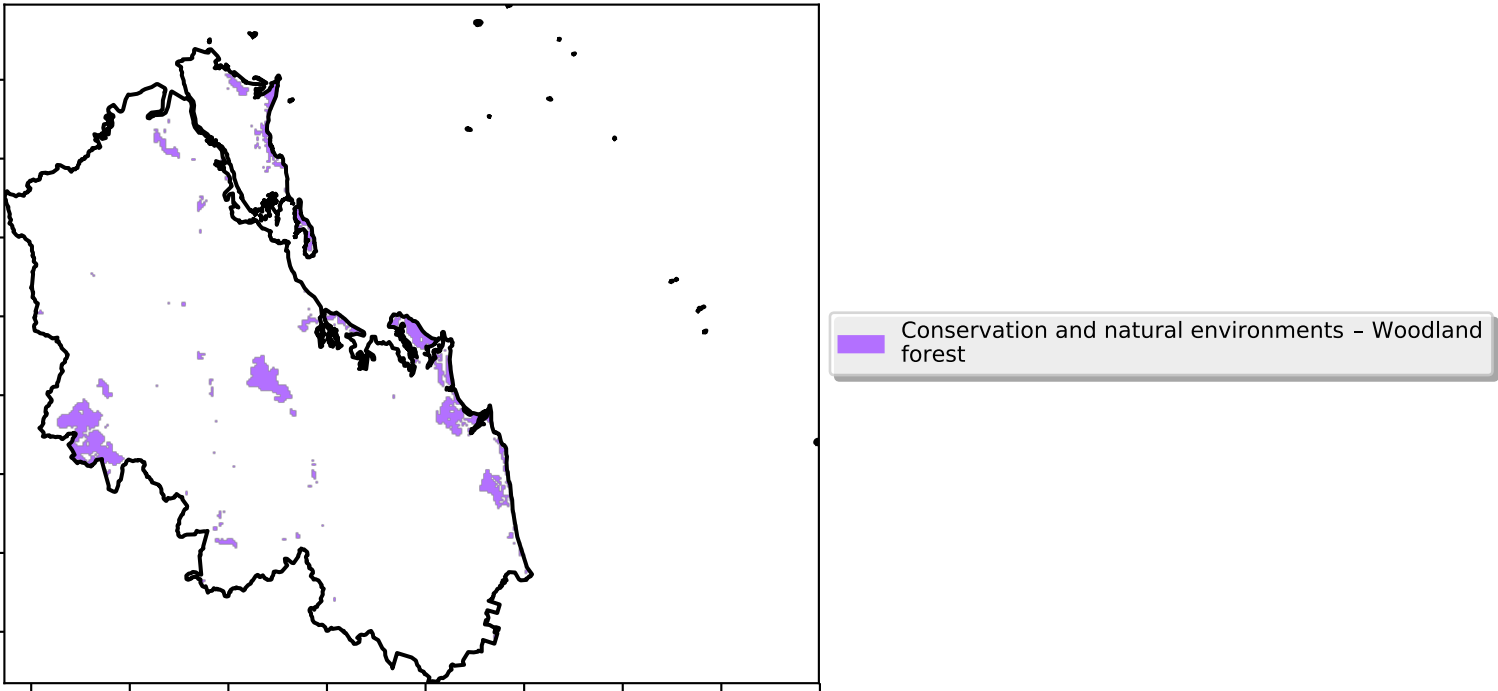 Conservation and natural environments – Woodland
forest